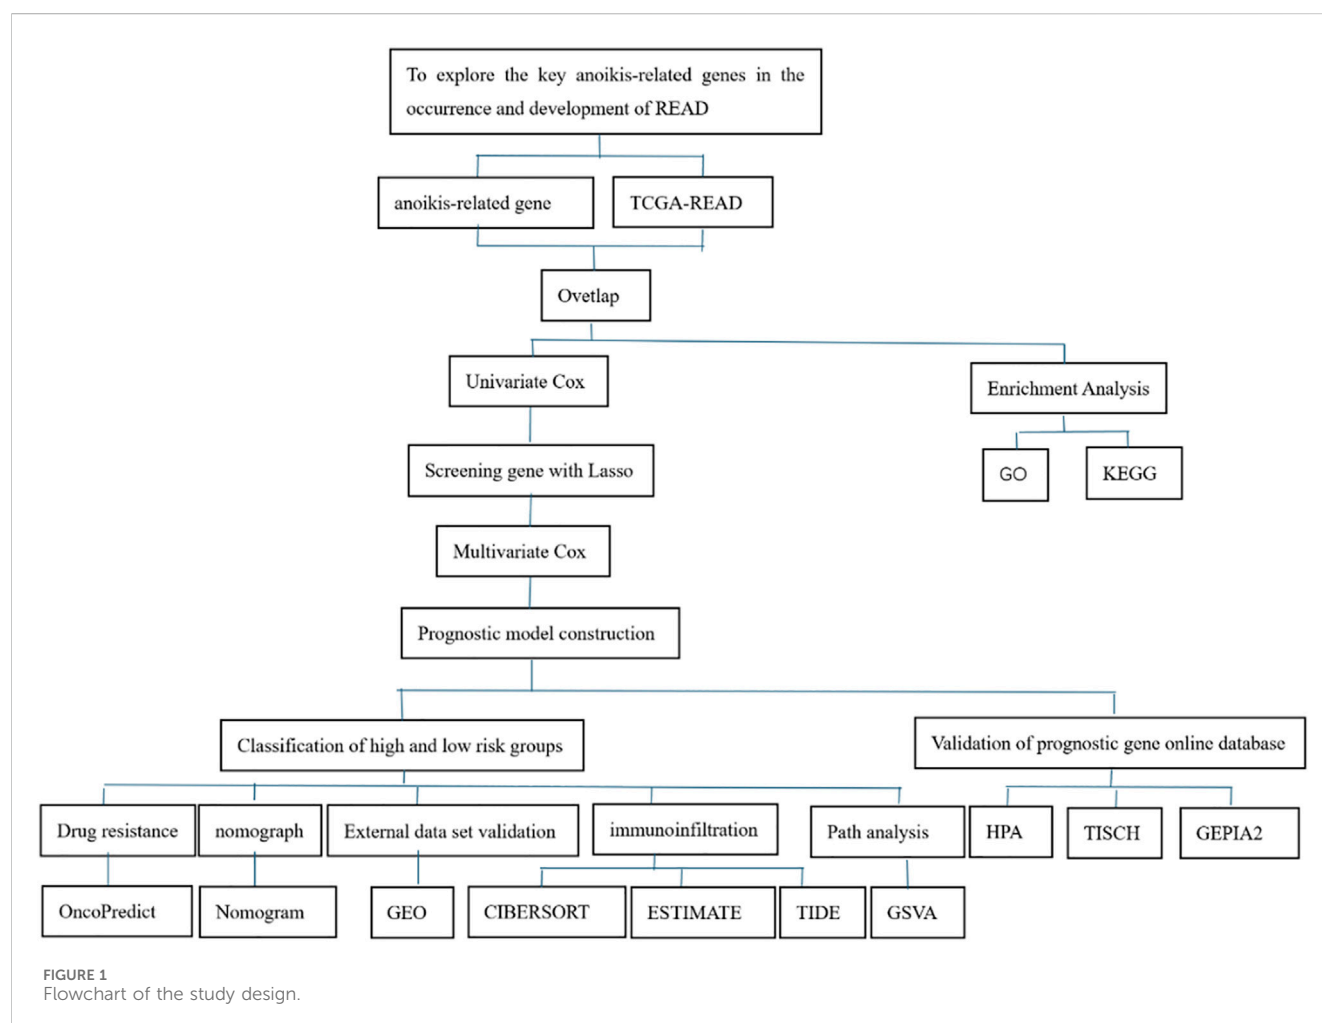 To explore the key anoikis-related genes in the
occurrence and development of READ
anoikis-related gene
TCGA-READ
Ovetlap
Univariate Cox
Enrichment Analysis
Screening gene with Lasso
GO
KEGG
Multivariate Cox
Prognostic model construction
Classification of high and low risk groups
Validation of prognostic gene online database
Drug resistance
nomograph
External data set validation
immunoinfiltration
Path analysis
HPA
TISCH
GEPIA2
OncoPredict
Nomogram
GEO
CIBERSORT
ESTIMATE
TIDE
GSVA
FIGURE 1
Flowchart of the study design.